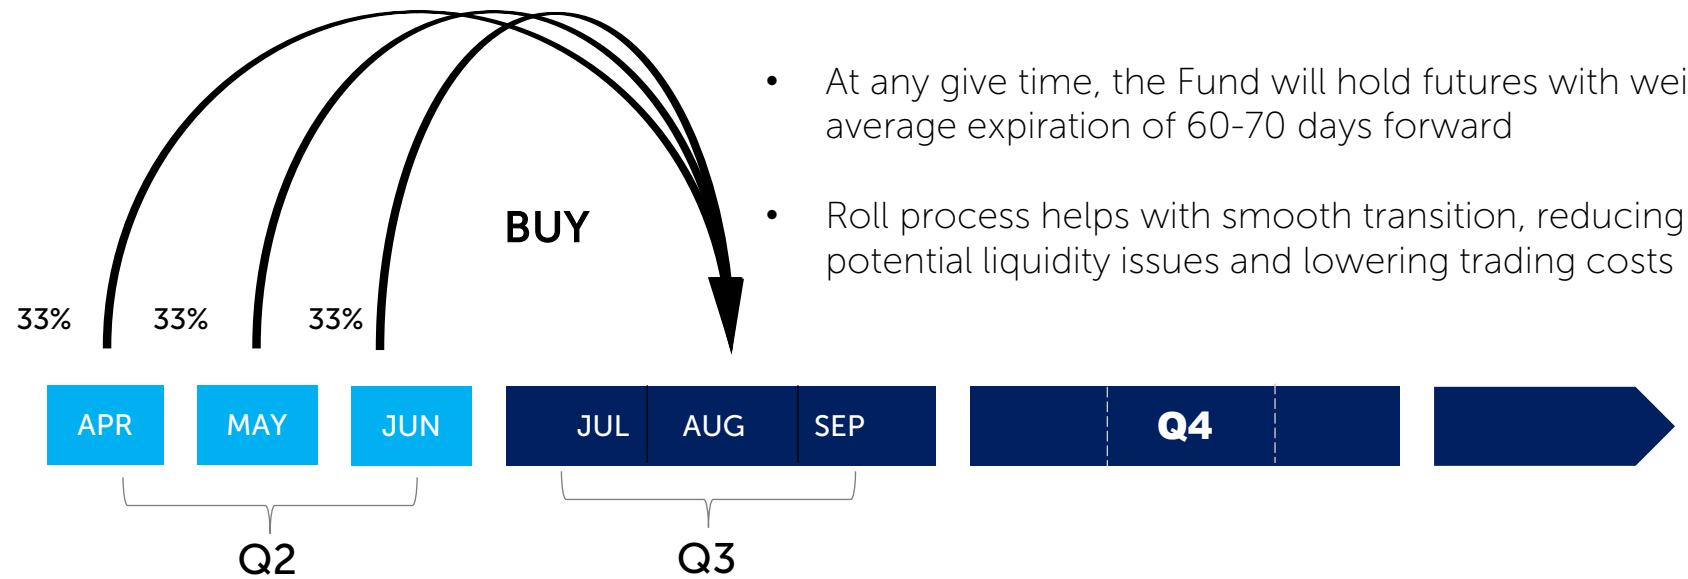 • At any give time, the Fund will hold futures with wei
average expiration of 60-70 days forward
• Roll process helps with smooth transition, reducing
potential liquidity issues and lowering trading costs
BUY
33% 33% 33%
APR MAY JUN JUL AUG SEP Q4
Q2 Q3